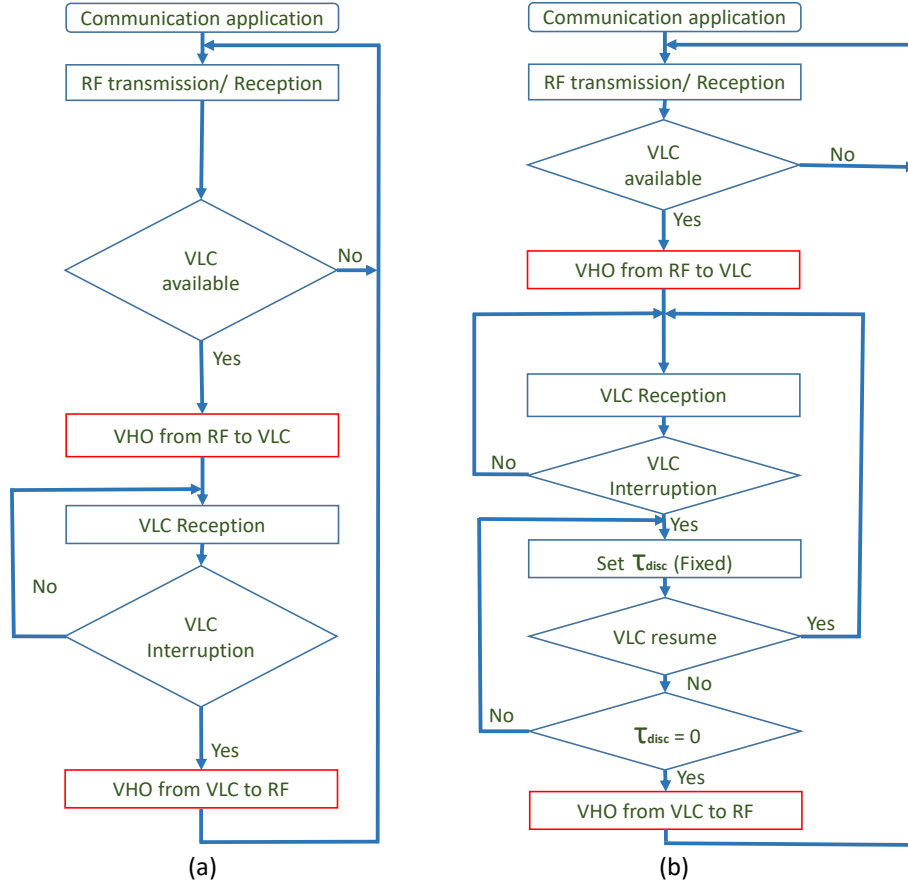 Communication application
RF transmission/ Reception
VLC
available
No
Yes
VHO from RF to VLC
VLC Reception
No
VLC
Interruption
Yes
VHO from VLC to RF
(a)
Communication application
RF transmission/ Reception
VLC
available
No
Yes
VHO from RF to VLC
VLC Reception
VLC
Interruption
No
Yes
Set τdisc (Fixed)
VLC resume
Yes
No
τdisc = 0
No
Yes
VHO from VLC to RF
(b)